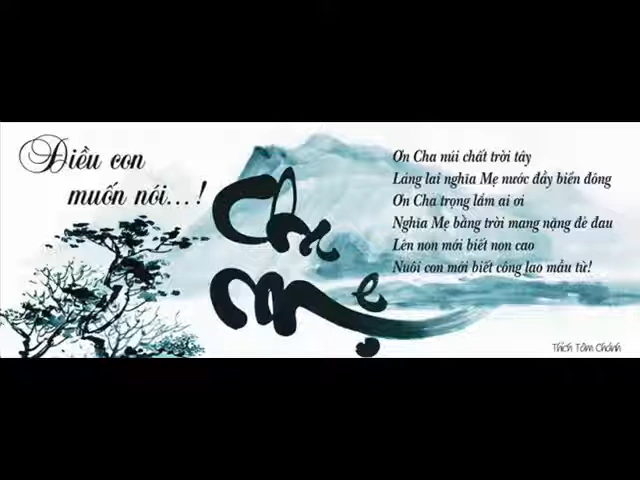 Điều con
muốn nói...!
Cha
Mẹ
Ơn Cha núi chất trời tây
Láng lai nghĩa Mẹ nước đầy biển đông
Ơn Cha trọng lắm ai ơi
Nghĩa Mẹ bằng trời mang nặng đẻ đau
Lên non mới biết non cao
Nuôi con mới biết công lao mẫu từ!
Thích Tâm Chánh